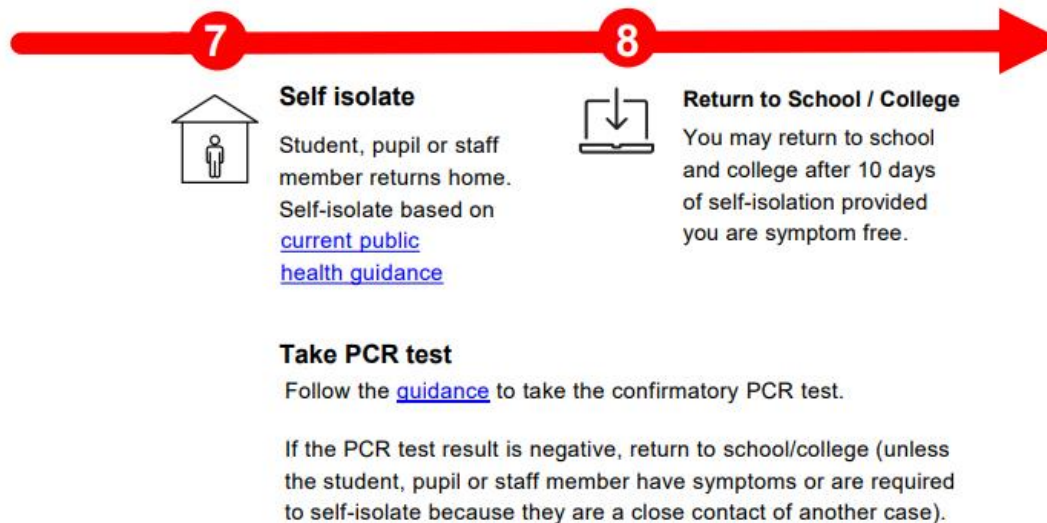 7
8
Self isolate
Student, pupil or staff
member returns home.
Self-isolate based on
current public
health guidance
Return to School / College
You may return to school
and college after 10 days
of self-isolation provided
you are symptom free.
Take PCR test
Follow the guidance to take the confirmatory PCR test.
If the PCR test result is negative, return to school/college (unless
the student, pupil or staff member have symptoms or are required
to self-isolate because they are a close contact of another case).